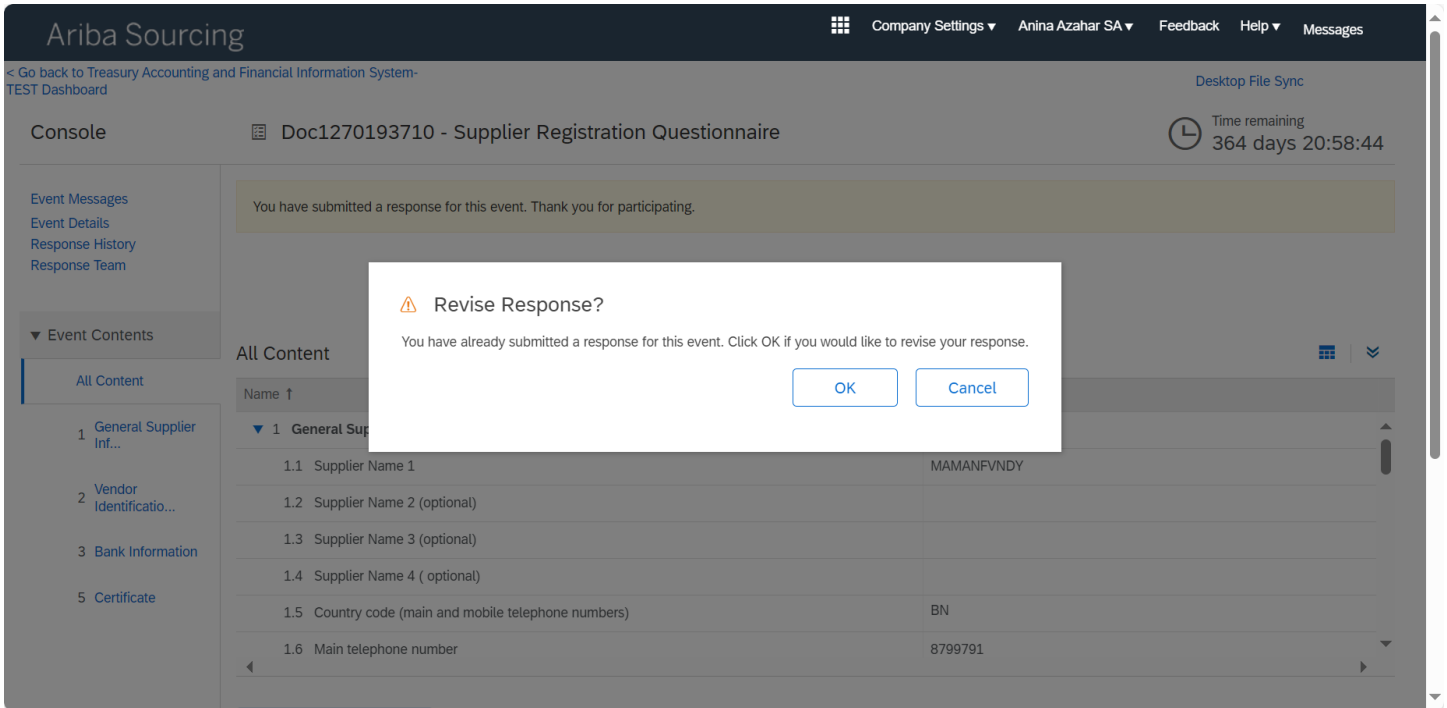 Ariba Sourcing
Company Settings ▾ Anina Azahar SA ▾ Feedback Help ▾ Messages
< Go back to Treasury Accounting and Financial Information System-
TEST Dashboard
Desktop File Sync
Console
Doc1270193710 - Supplier Registration Questionnaire
Time remaining
364 days 20:58:44
Event Messages
Event Details
Response History
Response Team
You have submitted a response for this event. Thank you for participating.
Revise Response?
You have already submitted a response for this event. Click OK if you would like to revise your response.
OK Cancel
▼ Event Contents
All Content
1 General Supplier
Inf...
2 Vendor
Identificatio...
3 Bank Information
5 Certificate
All Content
Name ↑
▼ 1 General Sup
1.1 Supplier Name 1 MAMANFVNDY
1.2 Supplier Name 2 (optional)
1.3 Supplier Name 3 (optional)
1.4 Supplier Name 4 ( optional)
1.5 Country code (main and mobile telephone numbers) BN
1.6 Main telephone number 8799791